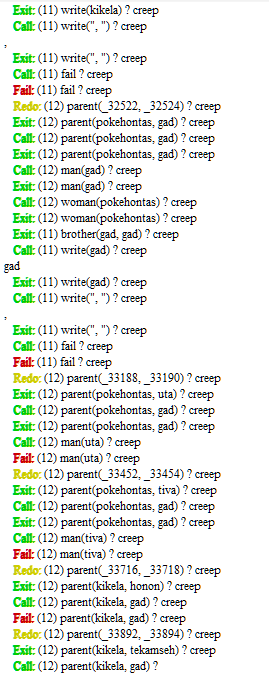 Exit: (11) write(kikela) ? creep
Call: (11) write(", ") ? creep
,
Exit: (11) write(", ") ? creep
Call: (11) fail ? creep
Fail: (11) fail ? creep
Redo: (12) parent(_32522, _32524) ? creep
Exit: (12) parent(pokehontas, gad) ? creep
Call: (12) parent(pokehontas, gad) ? creep
Exit: (12) parent(pokehontas, gad) ? creep
Call: (12) man(gad) ? creep
Exit: (12) man(gad) ? creep
Call: (12) woman(pokehontas) ? creep
Exit: (12) woman(pokehontas) ? creep
Exit: (11) brother(gad, gad) ? creep
Call: (11) write(gad) ? creep
gad
Exit: (11) write(gad) ? creep
Call: (11) write(", ") ? creep
,
Exit: (11) write(", ") ? creep
Call: (11) fail ? creep
Fail: (11) fail ? creep
Redo: (12) parent(_33188, _33190) ? creep
Exit: (12) parent(pokehontas, uta) ? creep
Call: (12) parent(pokehontas, gad) ? creep
Exit: (12) parent(pokehontas, gad) ? creep
Call: (12) man(uta) ? creep
Fail: (12) man(uta) ? creep
Redo: (12) parent(_33452, _33454) ? creep
Exit: (12) parent(pokehontas, tiva) ? creep
Call: (12) parent(pokehontas, gad) ? creep
Exit: (12) parent(pokehontas, gad) ? creep
Call: (12) man(tiva) ? creep
Fail: (12) man(tiva) ? creep
Redo: (12) parent(_33716, _33718) ? creep
Exit: (12) parent(kikela, honon) ? creep
Call: (12) parent(kikela, gad) ? creep
Fail: (12) parent(kikela, gad) ? creep
Redo: (12) parent(_33892, _33894) ? creep
Exit: (12) parent(kikela, tekamseh) ? creep
Call: (12) parent(kikela, gad) ?